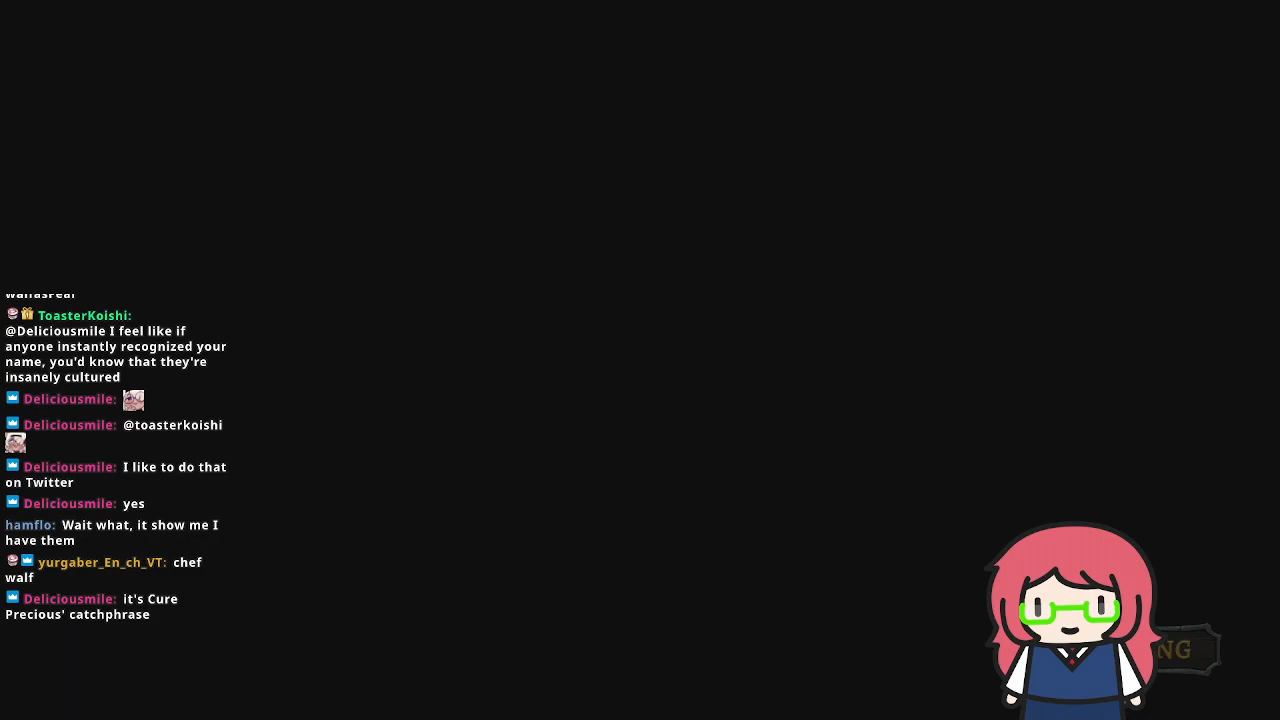 wahasPear
ToasterKoishi:
@Deliciousmile I feel like if
anyone instantly recognized your
name, you'd know that they're
insanely cultured
Deliciousmile:
Deliciousmile: @toasterkoishi
Deliciousmile: I like to do that
on Twitter
Deliciousmile: yes
hamflo: Wait what, it show me I
have them
yurgaber_En_ch_VT: chef
walf
Deliciousmile: it's Cure
Precious' catchphrase
NG